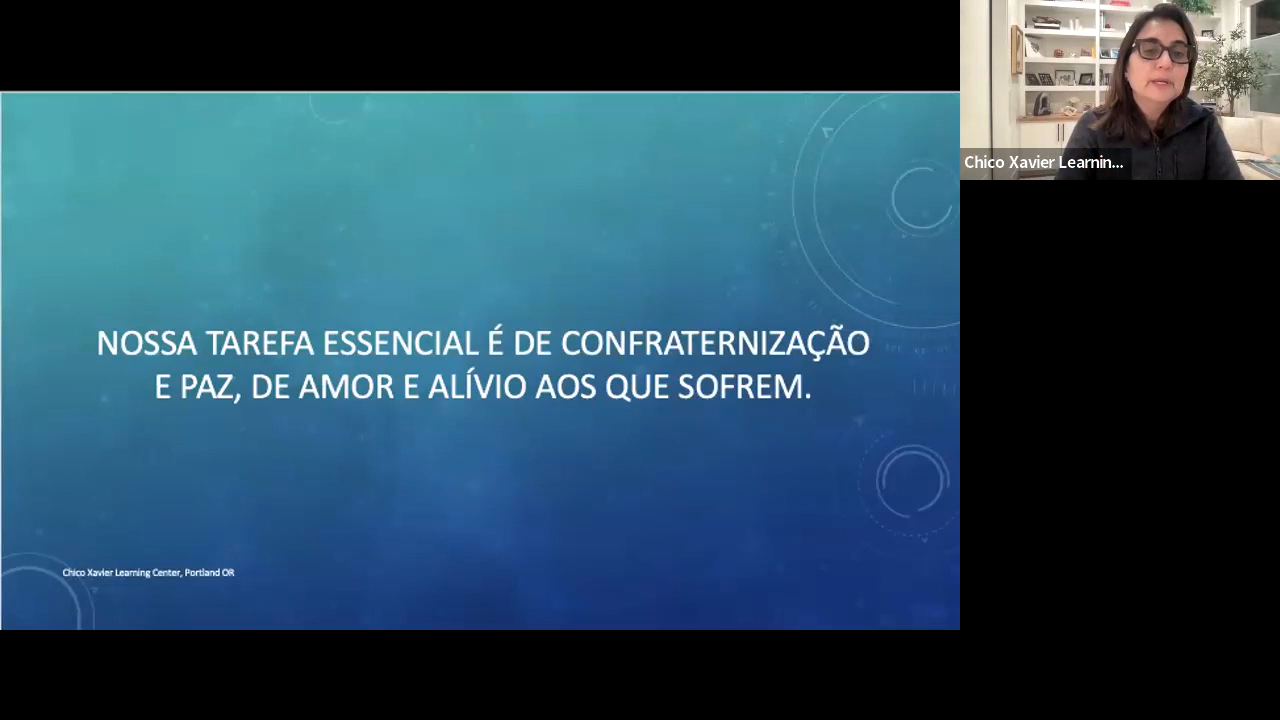 Chico Xavier Learnin...
NOSSA TAREFA ESSENCIAL É DE CONFRATERNIZAÇÃO
E PAZ, DE AMOR E ALÍVIO AOS QUE SOFREM.
Chico Xavier Learning Center, Portland OR